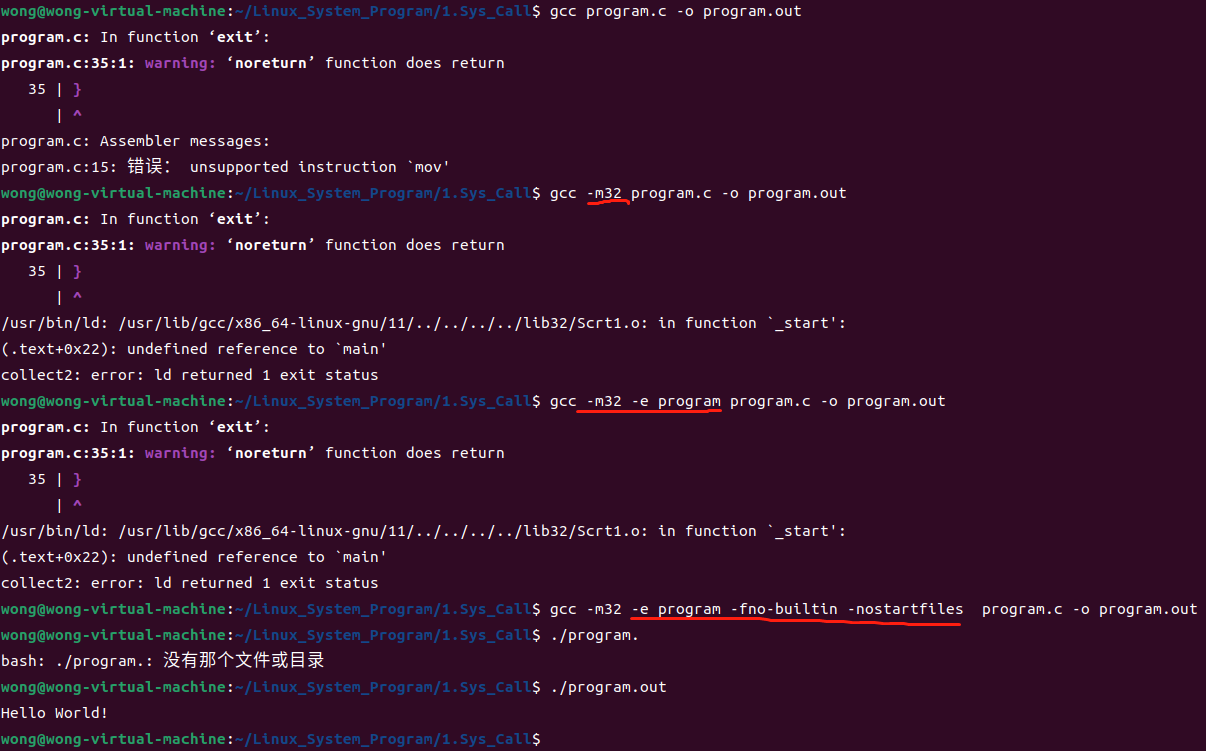 wong@wong-virtual-machine:~/Linux_System_Program/1.Sys_Call$ gcc program.c -o program.out
program.c: In function ‘exit’:
program.c:35:1: warning: ‘noreturn’ function does return
   35 | }
      | ^
program.c: Assembler messages:
program.c:15: 错误： unsupported instruction `mov'
wong@wong-virtual-machine:~/Linux_System_Program/1.Sys_Call$ gcc -m32 program.c -o program.out
program.c: In function ‘exit’:
program.c:35:1: warning: ‘noreturn’ function does return
   35 | }
      | ^
/usr/bin/ld: /usr/lib/gcc/x86_64-linux-gnu/11/../../../../lib32/Scrt1.o: in function `_start':
(.text+0x22): undefined reference to `main'
collect2: error: ld returned 1 exit status
wong@wong-virtual-machine:~/Linux_System_Program/1.Sys_Call$ gcc -m32 -e program program.c -o program.out
program.c: In function ‘exit’:
program.c:35:1: warning: ‘noreturn’ function does return
   35 | }
      | ^
/usr/bin/ld: /usr/lib/gcc/x86_64-linux-gnu/11/../../../../lib32/Scrt1.o: in function `_start':
(.text+0x22): undefined reference to `main'
collect2: error: ld returned 1 exit status
wong@wong-virtual-machine:~/Linux_System_Program/1.Sys_Call$ gcc -m32 -e program -fno-builtin -nostartfiles  program.c -o program.out
wong@wong-virtual-machine:~/Linux_System_Program/1.Sys_Call$ ./program.
bash: ./program.: 没有那个文件或目录
wong@wong-virtual-machine:~/Linux_System_Program/1.Sys_Call$ ./program.out
Hello World!
wong@wong-virtual-machine:~/Linux_System_Program/1.Sys_Call$